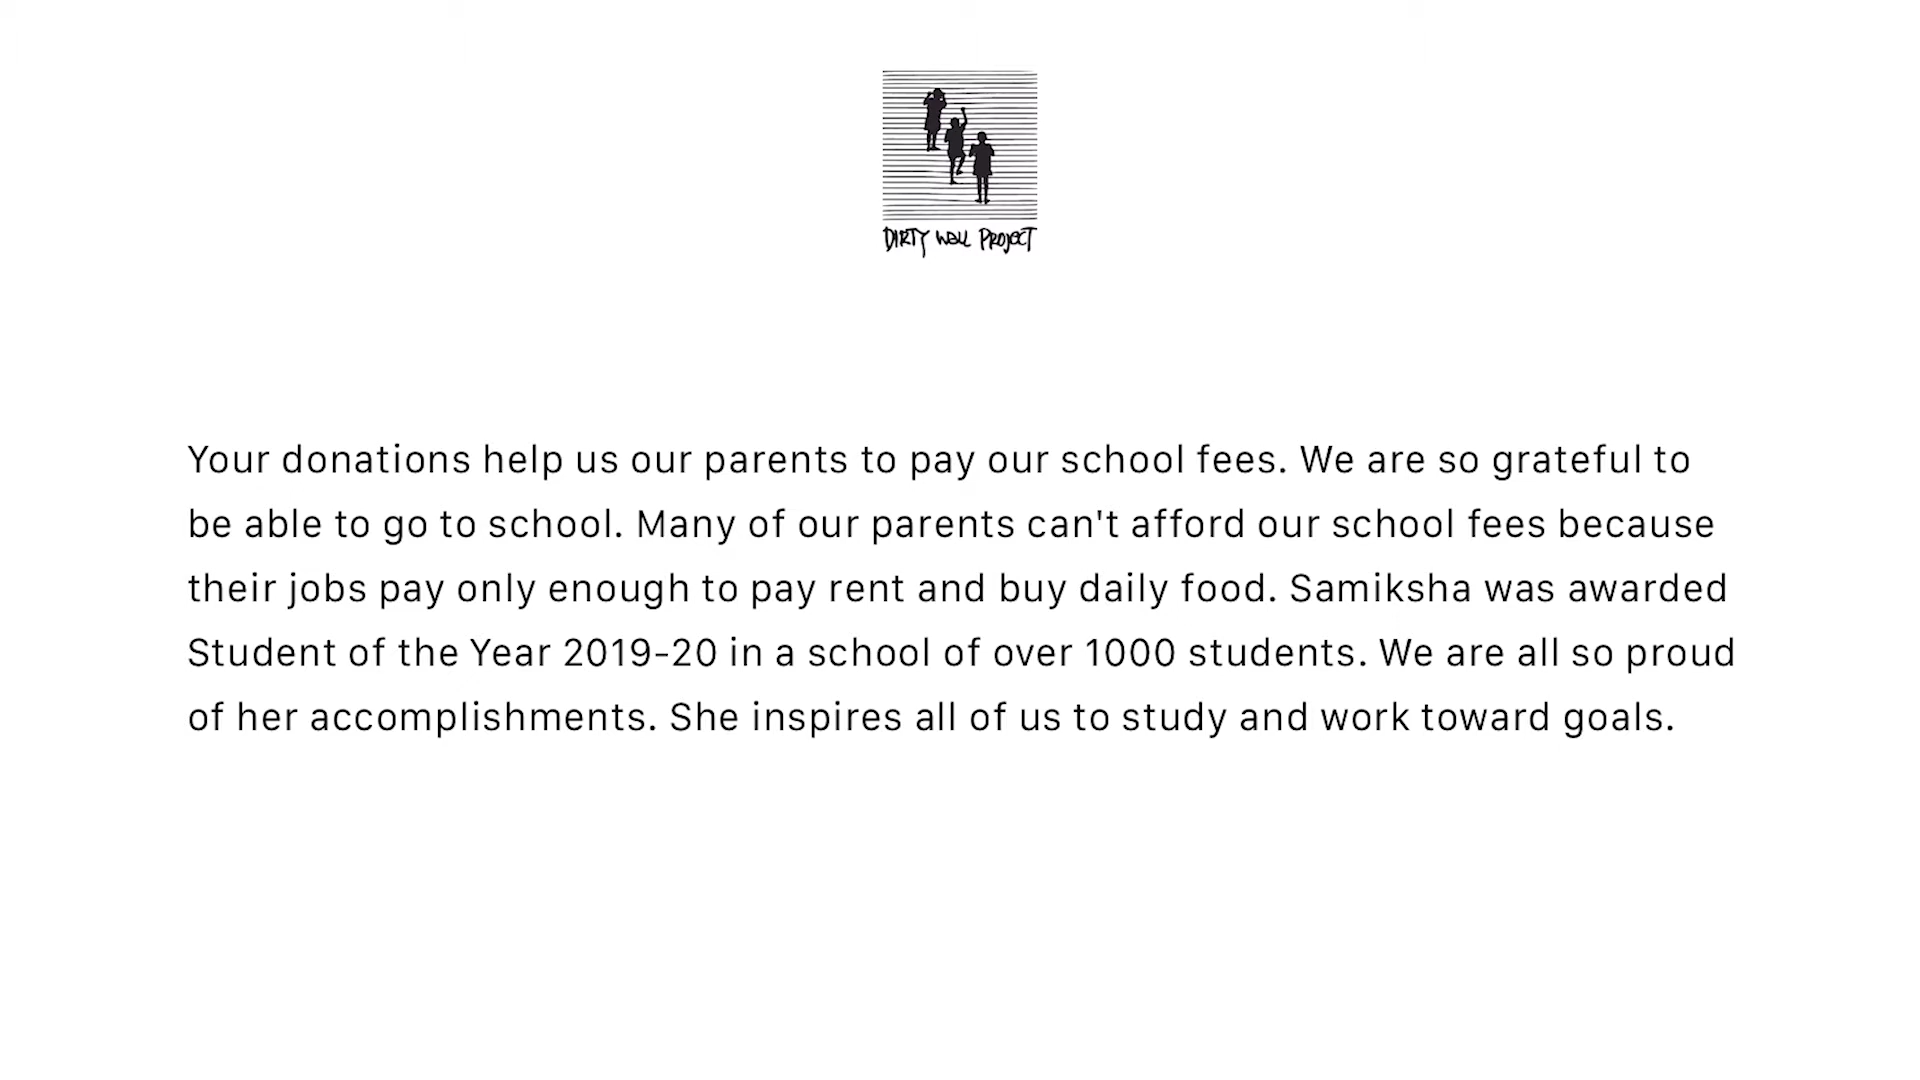 DIRTY WALL PROJECT
Your donations help us our parents to pay our school fees. We are so grateful to
be able to go to school. Many of our parents can't afford our school fees because
their jobs pay only enough to pay rent and buy daily food. Samiksha was awarded
Student of the Year 2019-20 in a school of over 1000 students. We are all so proud
of her accomplishments. She inspires all of us to study and work toward goals.